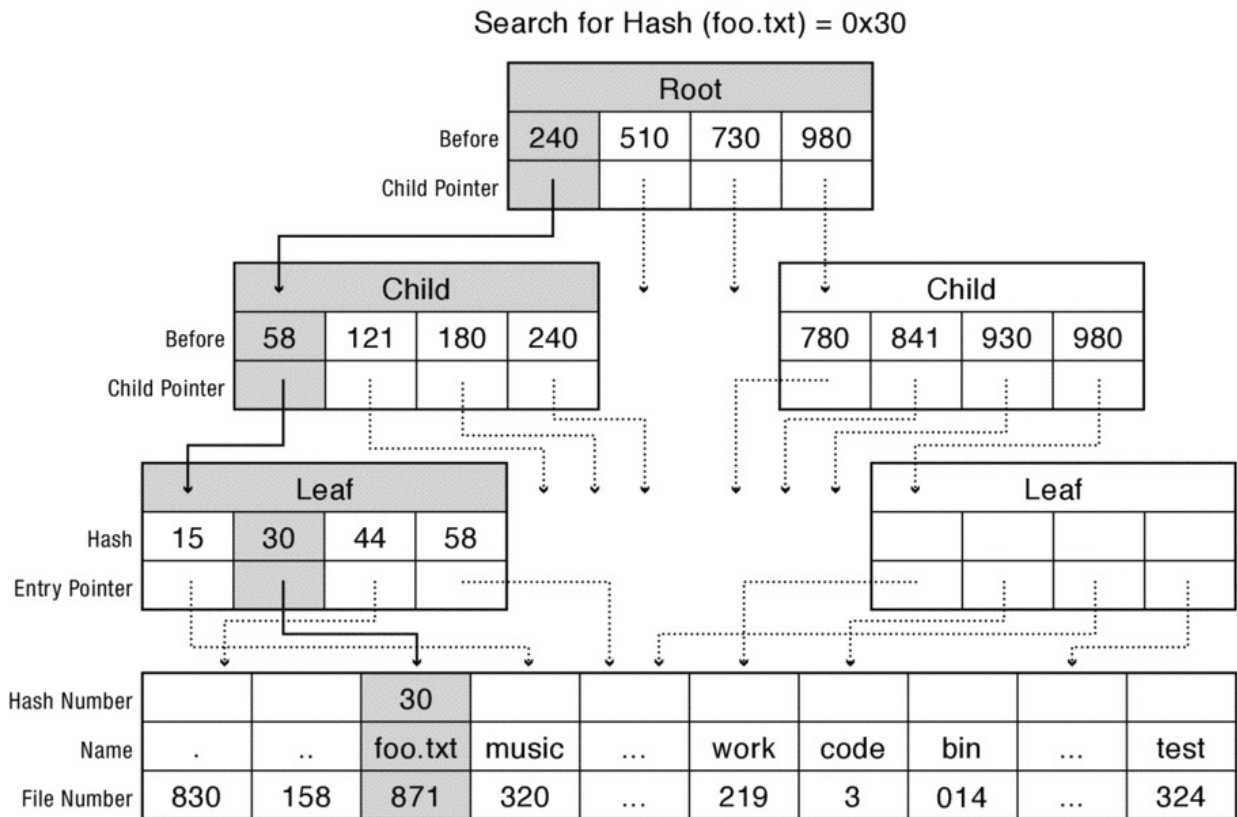 Search for Hash (foo.txt) = 0x30
Root
Before 240 510 730 980
Child Pointer
Child Child
Before 58 121 180 240 780 841 930 980
Child Pointer
Leaf Leaf
Hash 15 30 44 58
Entry Pointer
Hash Number 30
Name . .. foo.txt music ... work code bin ... test
File Number 830 158 871 320 ... 219 3 014 ... 324